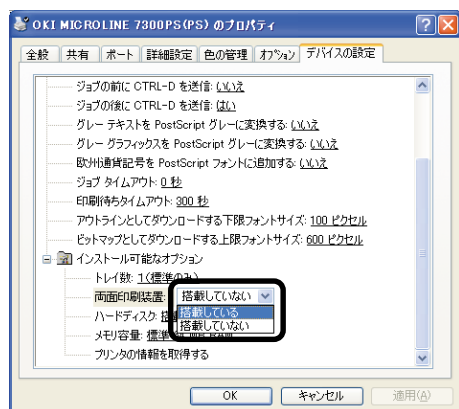 OKI MICROLINE 7300PS(PS) のプロパティ
全般 共有 ポート 詳細設定 色の管理 オプション デバイスの設定
ジョブの前に CTRL-D を送信: いいえ
ジョブの後に CTRL-D を送信: はい
グレー テキストを PostScript グレーに変換する: いいえ
グレー グラフィックスを PostScript グレーに変換する: いいえ
欧州通貨記号を PostScript フォントに追加する: いいえ
ジョブ タイムアウト: 0 秒
印刷待ちタイムアウト: 300 秒
アウトラインとしてダウンロードする下限フォントサイズ: 100 ピクセル
ビットマップとしてダウンロードする上限フォントサイズ: 600 ピクセル
インストール可能なオプション
トレイ数: 1(標準のみ)
両面印刷装置: 搭載していない
搭載している
ハードディスク:
搭載していない
メモリ容量: 標準
プリンタの情報を取得する
OK キャンセル 適用(A)